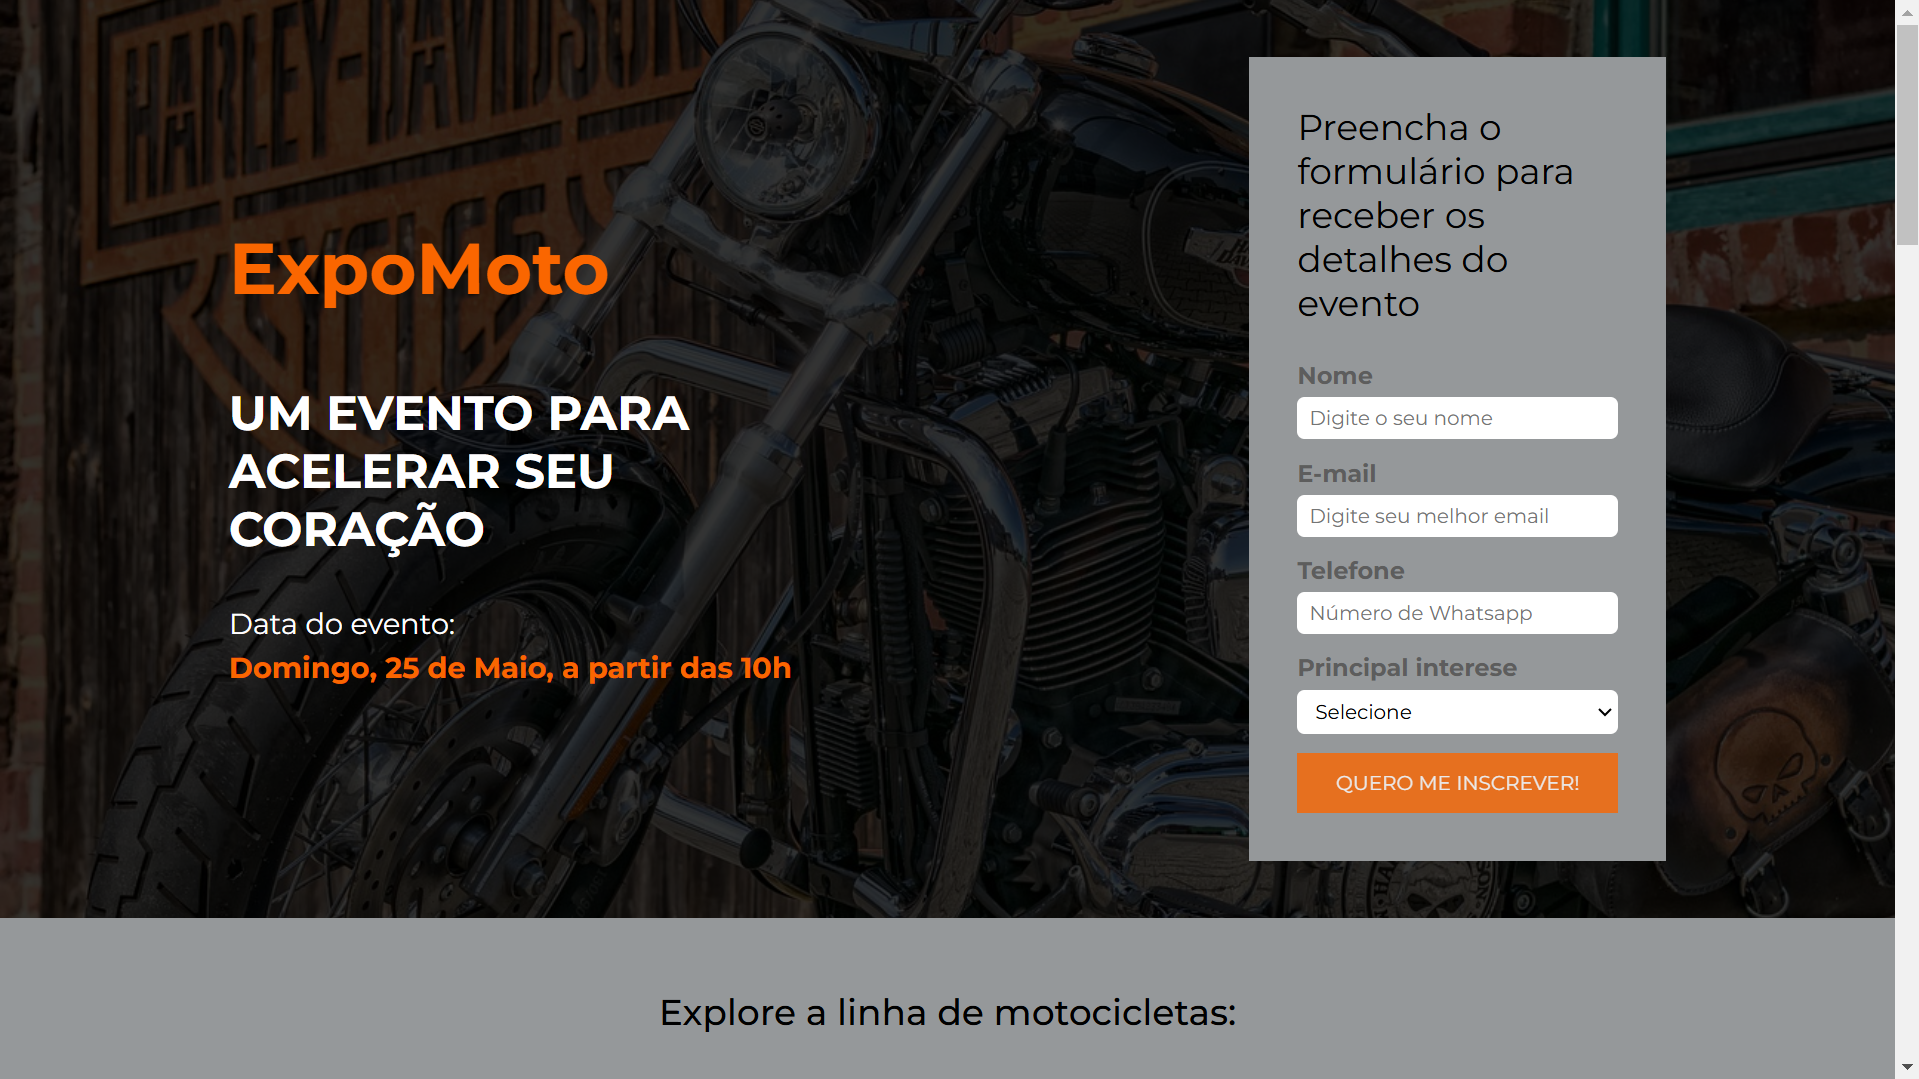 HARLEY-DAVIDSON
CYCLES
ExpoMoto
UM EVENTO PARA
ACELERAR SEU
CORAÇÃO
Data do evento:
Domingo, 25 de Maio, a partir das 10h
Preencha o
formulário para
receber os
detalhes do
evento
Nome
Digite o seu nome
E-mail
Digite seu melhor email
Telefone
Número de Whatsapp
Principal interese
Selecione
QUERO ME INSCREVER!
Explore a linha de motocicletas: